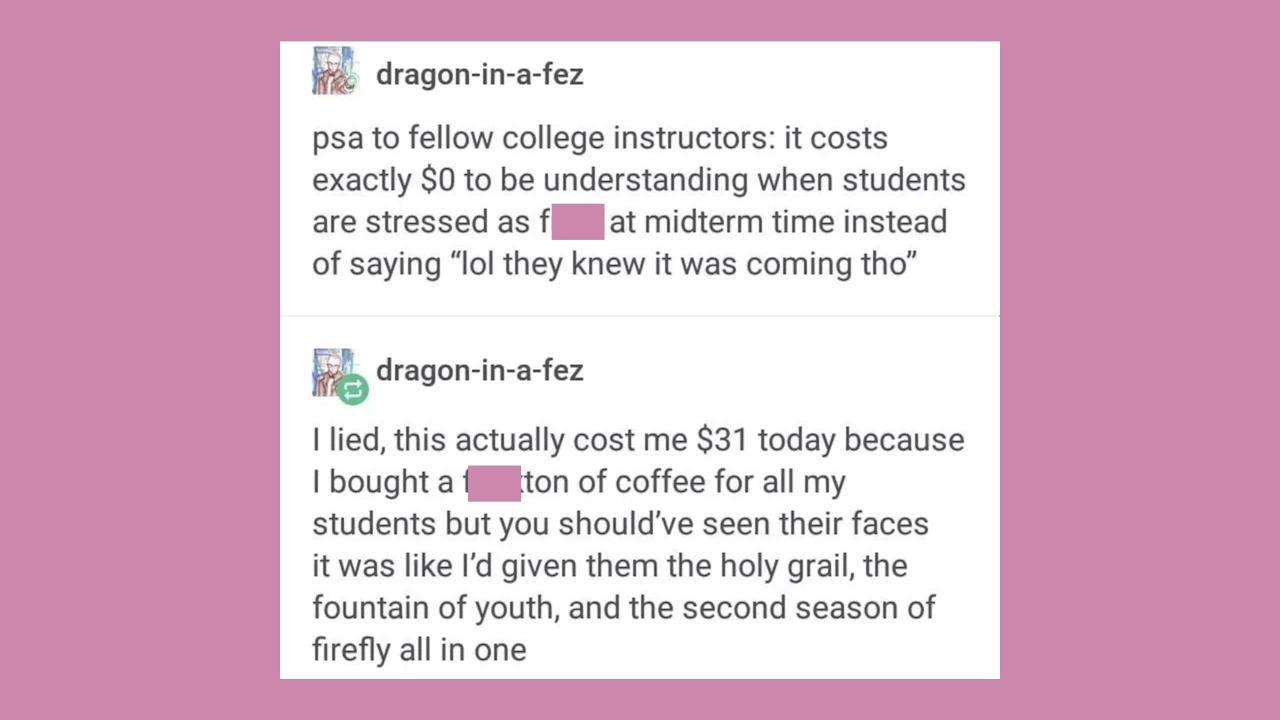 dragon-in-a-fez
psa to fellow college instructors: it costs
exactly $0 to be understanding when students
are stressed as f at midterm time instead
of saying “lol they knew it was coming tho”
dragon-in-a-fez
I lied, this actually cost me $31 today because
I bought a f ton of coffee for all my
students but you should’ve seen their faces
it was like I’d given them the holy grail, the
fountain of youth, and the second season of
firefly all in one